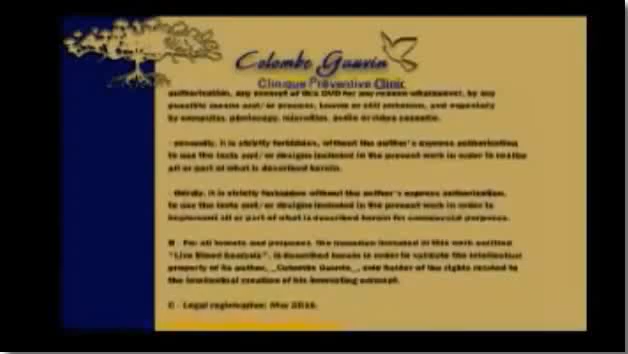 Colombe Gauvin
Clinique Préventive Clinic
authorization, any excerpt of this DVD for any reason whatsoever, by any
possible means and/or process, known or still unknown, and especially
by computer, photocopy, microfilm, audio or video cassette.
- secondly, it is strictly forbidden, without the author's express authorization
to use the texts and/or designs included in the present work in order to realize
all or part of what is described herein.
- thirdly, it is strictly forbidden without the author's express authorization,
to use the texts and/or designs included in the present work in order to
implement all or part of what is described herein for commercial purposes.
B - For all intents and purposes, the invention included in this work entitled
"Live Blood Analysis", is described herein in order to validate the intellectual
property of its author, _Colombe Gauvin_, sole holder of the rights related to
the intellectual creation of his innovating concept.
C - Legal registration: May 2010.